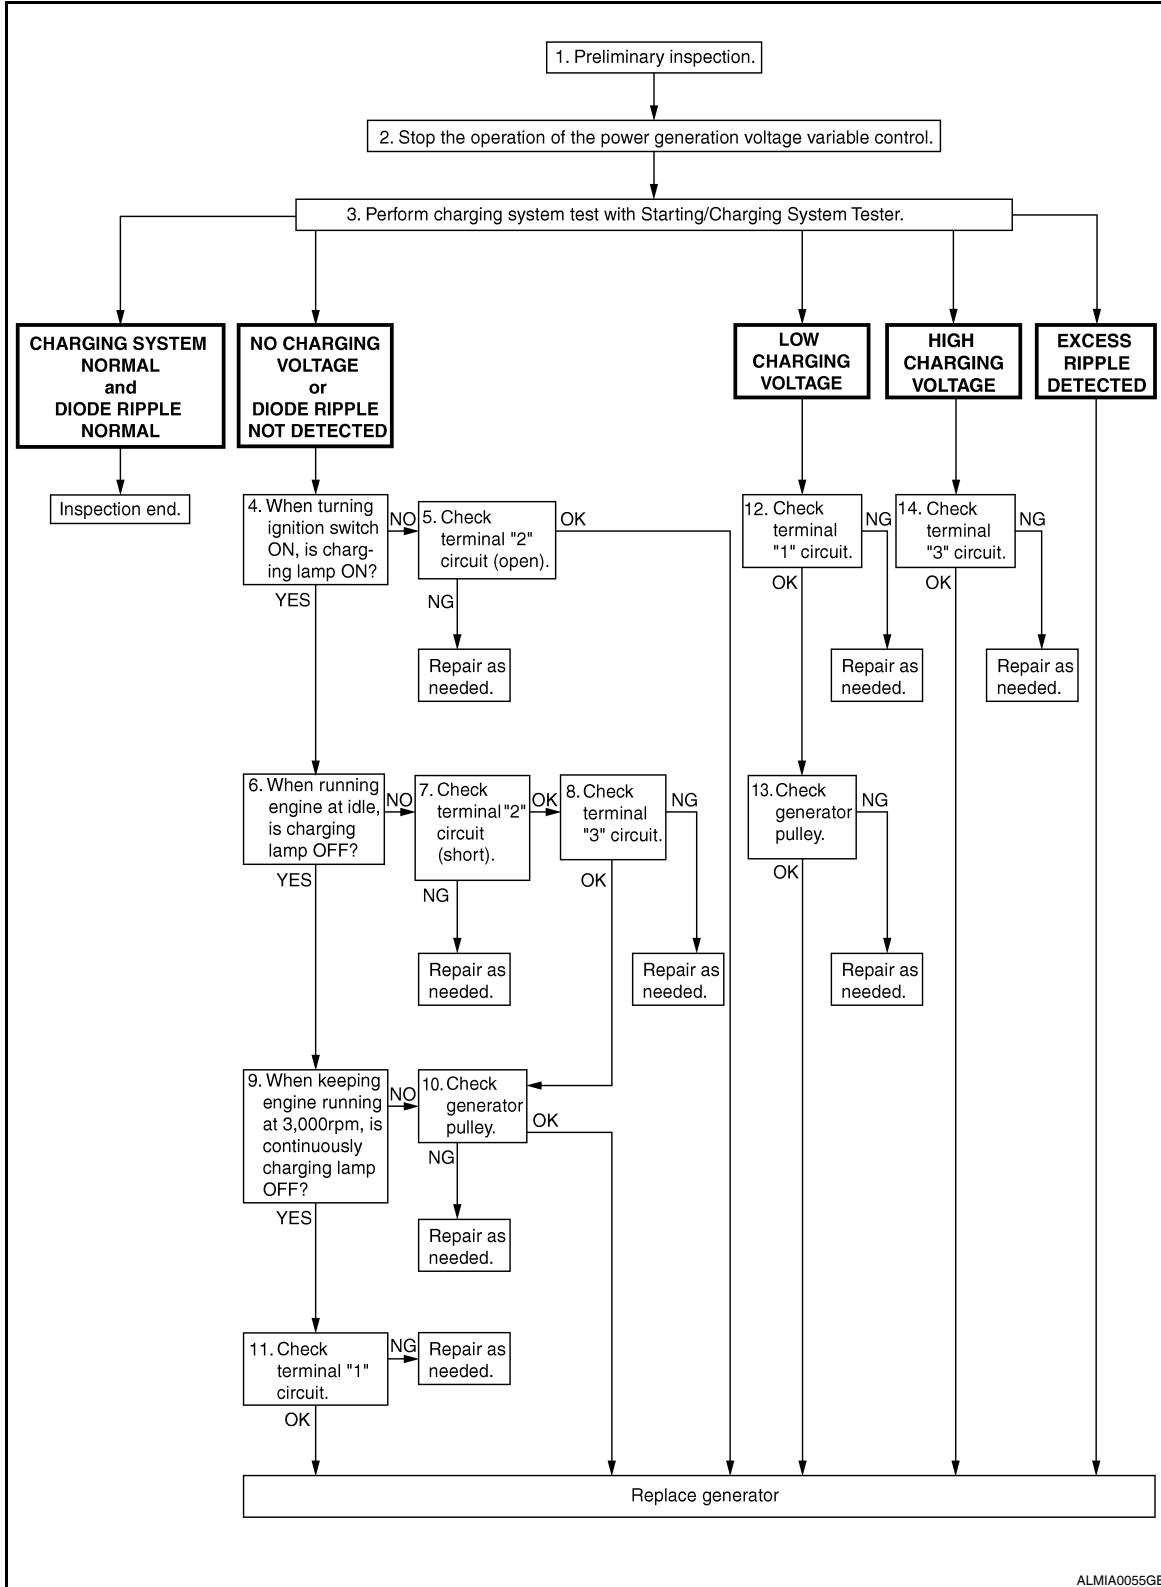 1. Preliminary inspection.
2. Stop the operation of the power generation voltage variable control.
3. Perform charging system test with Starting/Charging System Tester.
CHARGING SYSTEM
NORMAL
and
DIODE RIPPLE
NORMAL
NO CHARGING
VOLTAGE
or
DIODE RIPPLE
NOT DETECTED
LOW
CHARGING
VOLTAGE
HIGH
CHARGING
VOLTAGE
EXCESS
RIPPLE
DETECTED
Inspection end.
4. When turning
ignition switch
ON, is charg-
ing lamp ON?
NO
YES
5. Check
terminal "2"
circuit (open).
OK
NG
Repair as
needed.
12. Check
terminal
"1" circuit.
NG
OK
Repair as
needed.
14. Check
terminal
"3" circuit.
NG
OK
Repair as
needed.
6. When running
engine at idle,
is charging
lamp OFF?
NO
YES
7. Check
terminal "2"
circuit
(short).
OK
NG
Repair as
needed.
8. Check
terminal
"3" circuit.
NG
OK
Repair as
needed.
13. Check
generator
pulley.
NG
OK
Repair as
needed.
9. When keeping
engine running
at 3,000rpm, is
continuously
charging lamp
OFF?
NO
YES
10. Check
generator
pulley.
OK
NG
Repair as
needed.
11. Check
terminal "1"
circuit.
NG
OK
Repair as
needed.
Replace generator
ALMIA0055GB